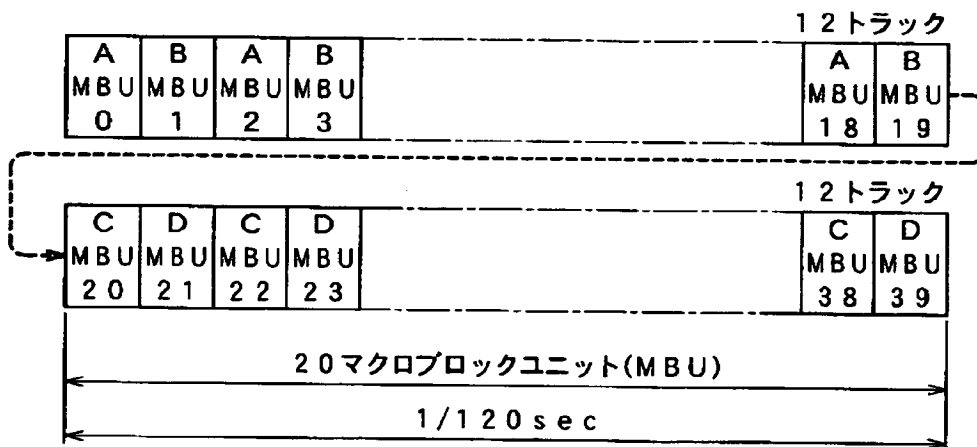 12トラック
A B A B A B
MBU MBU MBU MBU MBU MBU
0 1 2 3 18 19
12トラック
C D C D C D
MBU MBU MBU MBU MBU MBU
20 21 22 23 38 39
20マクロブロックユニット(MBU)
1/120sec